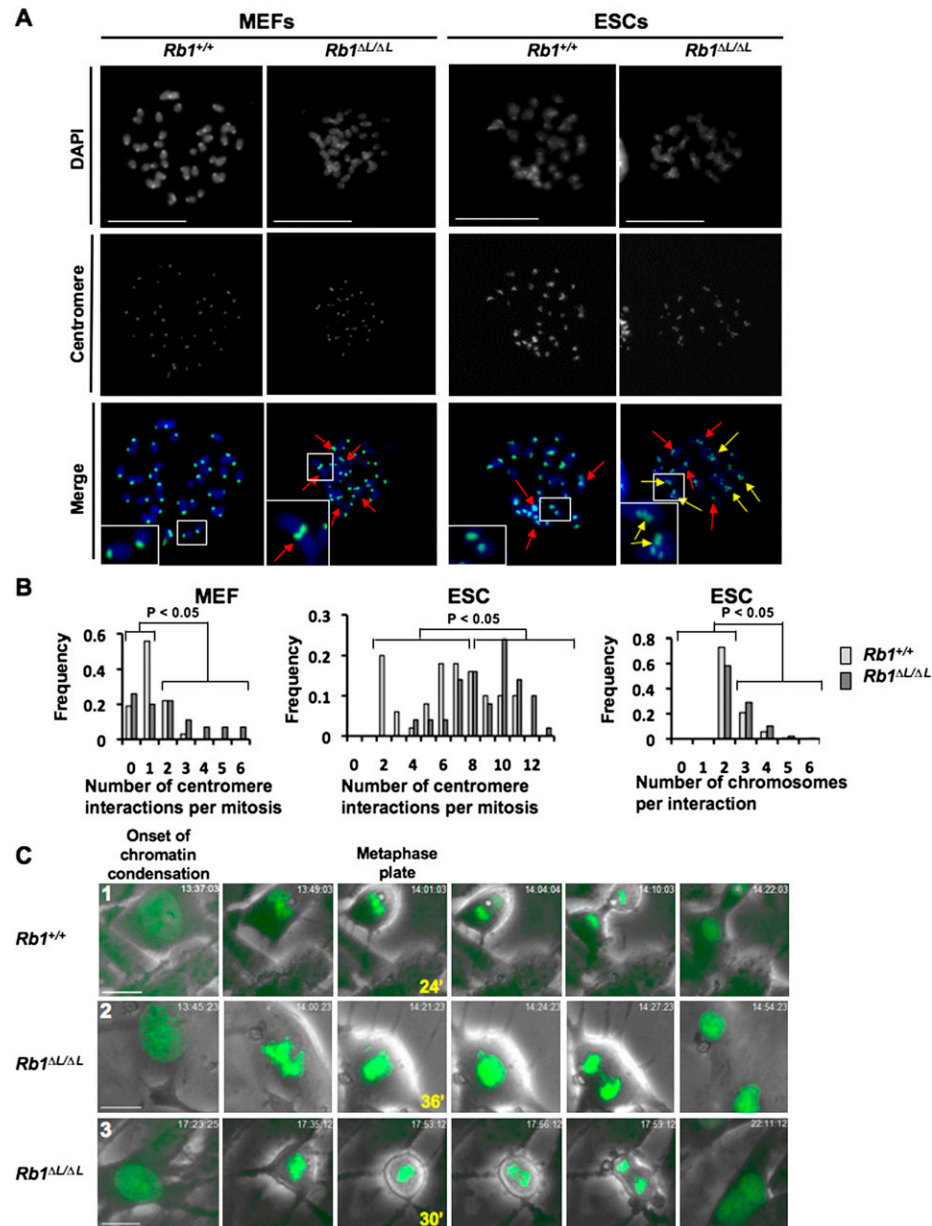 A
MEFs
ESCs
Rb1+/+
Rb1ΔL/ΔL
Rb1+/+
Rb1ΔL/ΔL
DAPI
Centromere
Merge
B
MEF
ESC
ESC
P < 0.05
P < 0.05
P < 0.05
Frequency
0.6
0.4
0.2
0
0 1 2 3 4 5 6
Number of centromere
interactions per mitosis
Frequency
0.3
0.2
0.1
0
0 2 4 6 8 10 12
Number of centromere
interactions per mitosis
Frequency
0.8
0.6
0.4
0.2
0
0 1 2 3 4 5 6
Number of chromosomes
per interaction
Rb1+/+
Rb1ΔL/ΔL
C
Onset of
chromatin
condensation
Metaphase
plate
Rb1+/+
1
13:37:03
13:49:03
14:01:03
14:04:04
14:10:03
14:22:03
24'
Rb1ΔL/ΔL
2
13:45:23
14:00:23
14:21:23
14:24:23
14:27:23
14:54:23
36'
Rb1ΔL/ΔL
3
17:23:25
17:35:12
17:53:12
17:56:12
17:59:12
22:11:12
30'